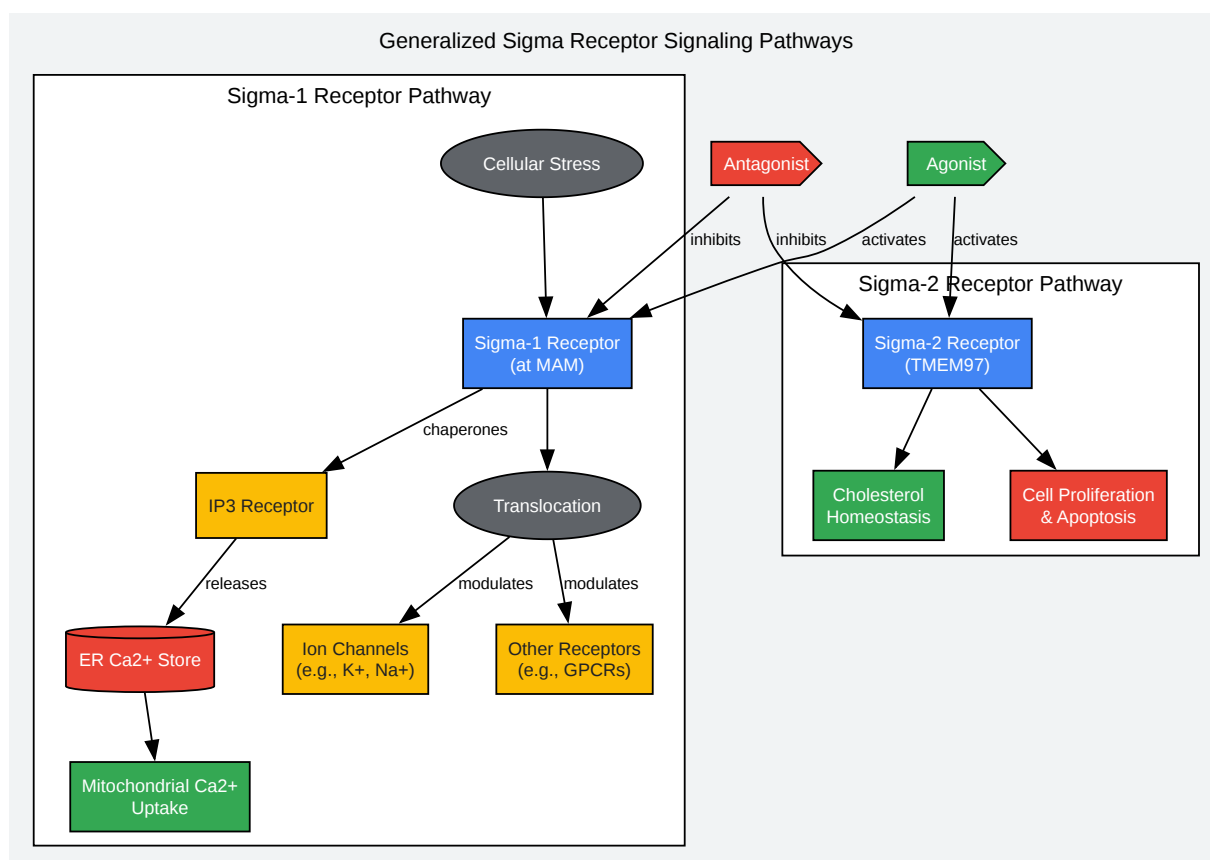 Generalized Sigma Receptor Signaling Pathways
Sigma-1 Receptor Pathway
Cellular Stress
Antagonist
Agonist
inhibits
inhibits
activates
activates
Sigma-2 Receptor Pathway
Sigma-1 Receptor
(at MAM)
Sigma-2 Receptor
(TMEM97)
chaperones
IP3 Receptor
Translocation
Cholesterol
Homeostasis
Cell Proliferation
& Apoptosis
releases
modulates
modulates
ER Ca2+ Store
Ion Channels
(e.g., K+, Na+)
Other Receptors
(e.g., GPCRs)
Mitochondrial Ca2+
Uptake